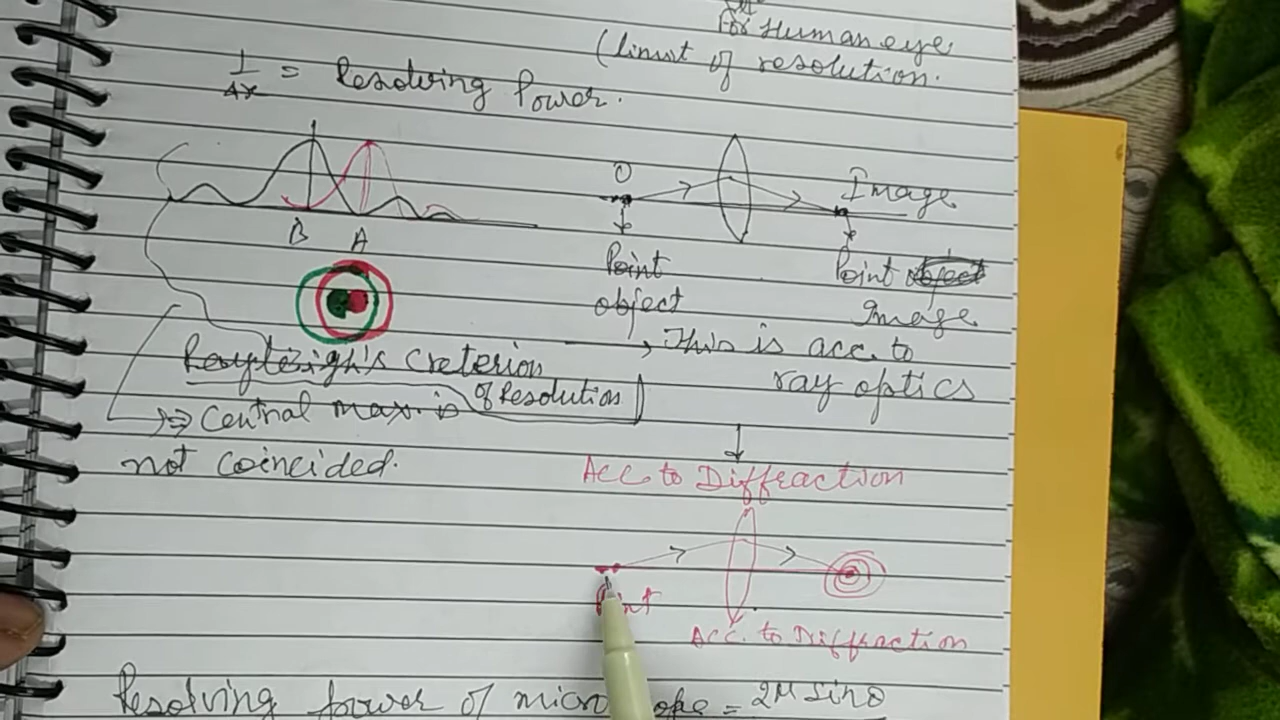 For Human eye
(limit of resolution.
1/Δx = Resolving Power.
O
Image
B A
Point object
Point Image
This is acc. to ray optics
Rayleigh's Creterion of Resolution
⇒ Central max. is not coincided.
Acc. to Diffraction
Point
Acc. to Diffraction
Resolving power of microscope = 2μ sinθ